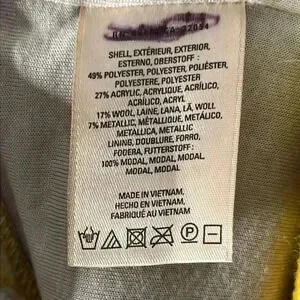 SHELL, EXTÉRIEUR, EXTERIOR,
ESTERNO, OBERSTOFF :
49% POLYESTER, POLYESTER, POLIÉSTER,
POLYESTERE, POLYESTER
27% ACRYLIC, ACRYLIQUE, ACRÍLICO,
ACRILICO, ACRYL
17% WOOL, LAINE, LANA, LÃ, WOLL
7% METALLIC, MÉTALLIQUE, METÁLICO,
METALLICA, METALLIC
LINING, DOUBLURE, FORRO,
FODERA, FUTTERSTOFF :
100% MODAL, MODAL, MODAL,
MODAL, MODAL
MADE IN VIETNAM.
HECHO EN VIETNAM.
FABRIQUÉ AU VIETNAM.